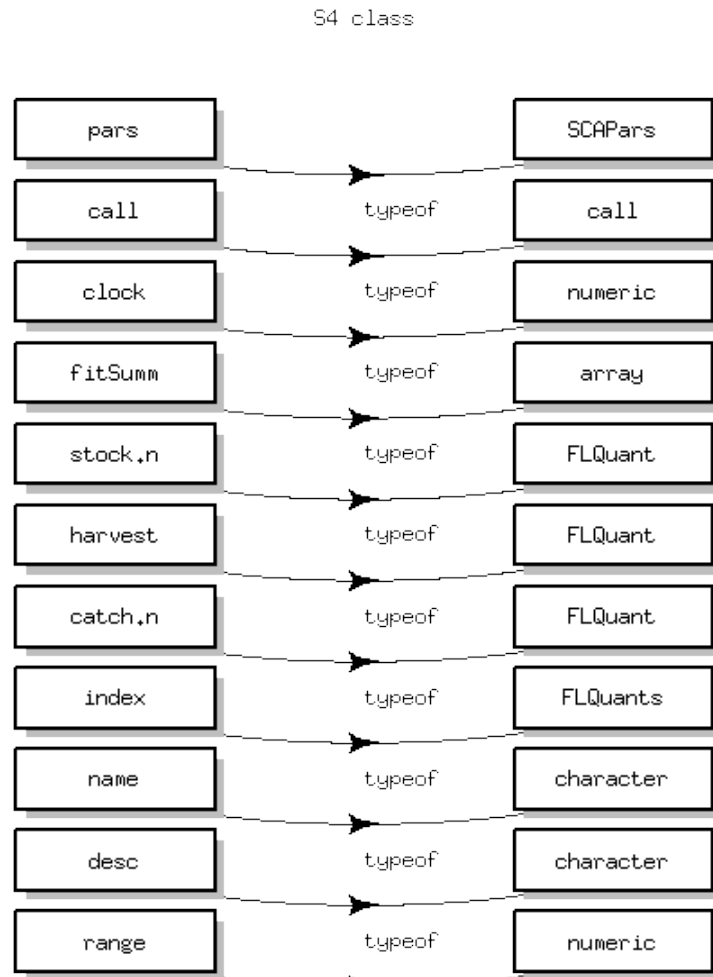 S4 class
pars SCAPars
call typeof call
clock typeof numeric
fitSumm typeof array
stock.n typeof FLQuant
harvest typeof FLQuant
catch.n typeof FLQuant
index typeof FLQuants
name typeof character
desc typeof character
range typeof numeric